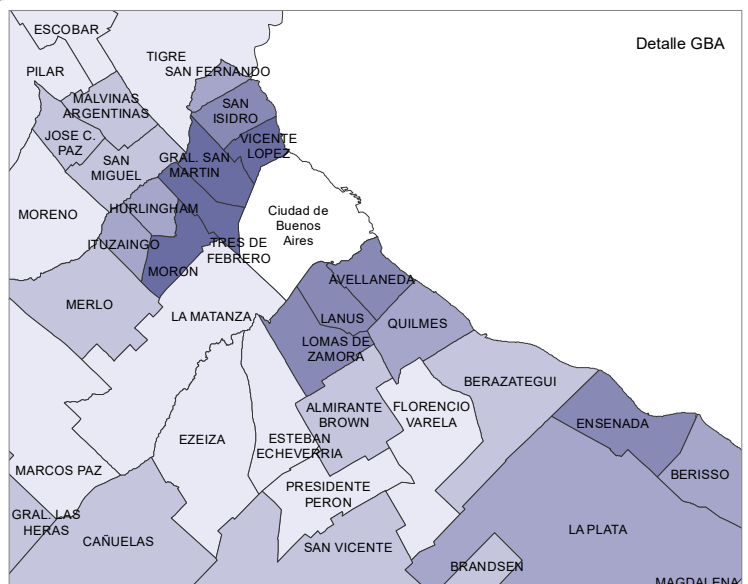 ESCOBAR
Detalle GBA
TIGRE
PILAR
SAN FERNANDO
MALVINAS
ARGENTINAS
SAN
ISIDRO
JOSE C.
PAZ
VICENTE
LOPEZ
SAN
MIGUEL
GRAL. SAN
MARTIN
MORENO
HURLINGHAM
Ciudad de
Buenos
Aires
ITUZAINGO
TRES DE
FEBRERO
MORON
AVELLANEDA
MERLO
LA MATANZA
LANUS
QUILMES
LOMAS DE
ZAMORA
BERAZATEGUI
ALMIRANTE
BROWN
FLORENCIO
VARELA
ENSENADA
EZEIZA
ESTEBAN
ECHEVERRIA
MARCOS PAZ
BERISSO
PRESIDENTE
PERON
GRAL. LAS
HERAS
CAÑUELAS
LA PLATA
SAN VICENTE
BRANDSEN
MAGDALENA